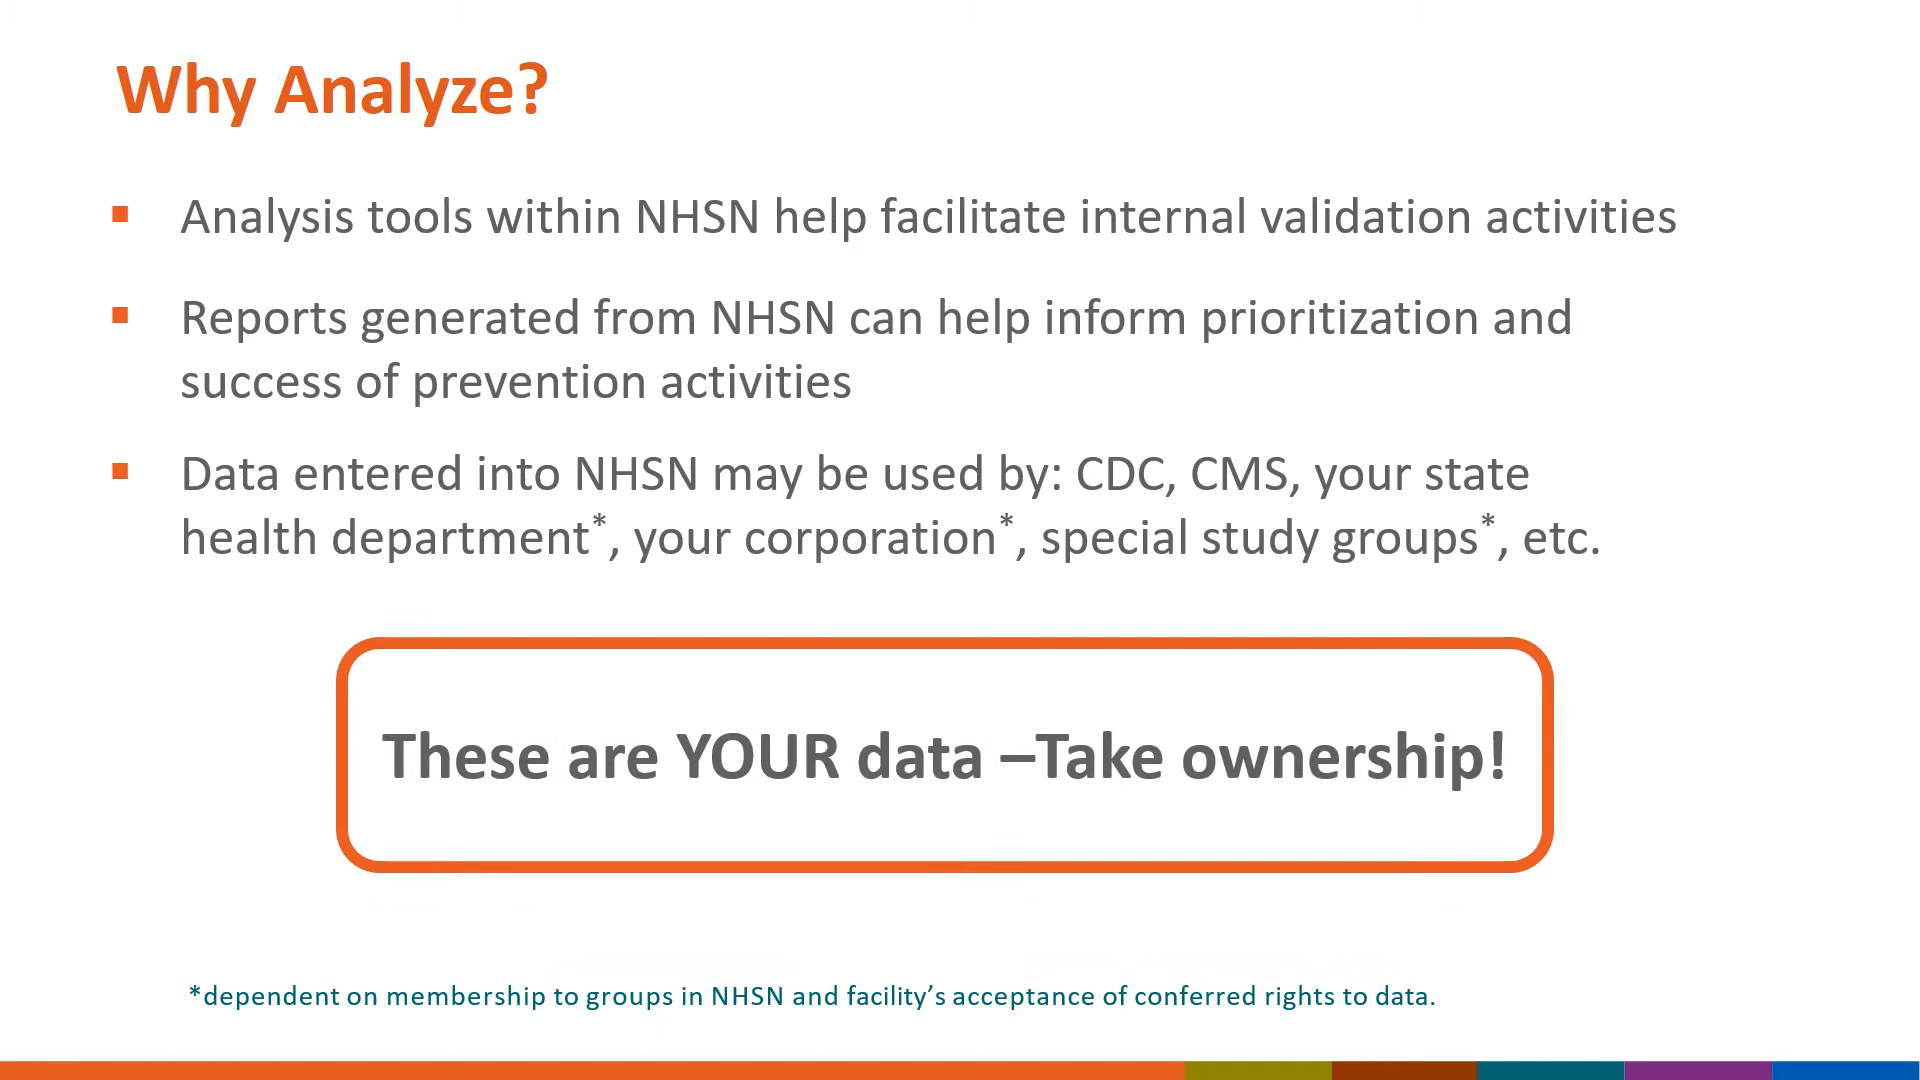 Why Analyze?
▪ Analysis tools within NHSN help facilitate internal validation activities
▪ Reports generated from NHSN can help inform prioritization and
success of prevention activities
▪ Data entered into NHSN may be used by: CDC, CMS, your state
health department*, your corporation*, special study groups*, etc.
These are YOUR data –Take ownership!
*dependent on membership to groups in NHSN and facility’s acceptance of conferred rights to data.